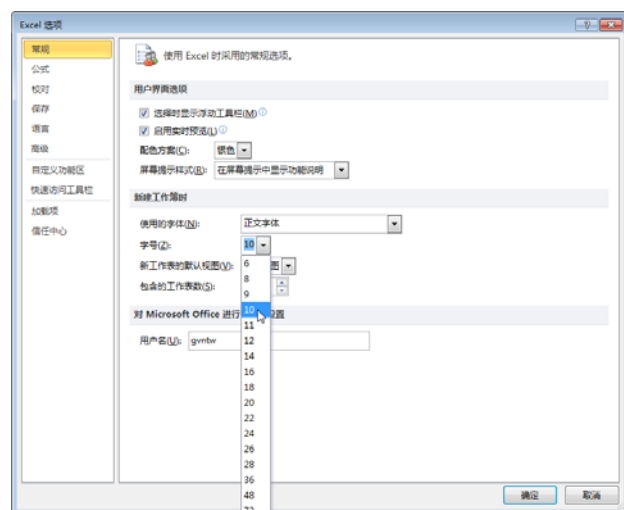 Excel 选项
常规
公式
校对
保存
语言
高级
自定义功能区
快速访问工具栏
加载项
信任中心
使用 Excel 时采用的常规选项。
用户界面选项
选择时显示浮动工具栏(M)
启用实时预览(L)
配色方案(C): 银色
屏幕提示样式(R): 在屏幕提示中显示功能说明
新建工作簿时
使用的字体(N): 正文字体
字号(Z): 10
新工作表的默认视图(V): 图
包含的工作表数(S):
6
8
9
10
11
12
14
16
18
20
22
24
26
28
36
48
72
对 Microsoft Office 进行 设置
用户名(U): gvntw
确定 取消